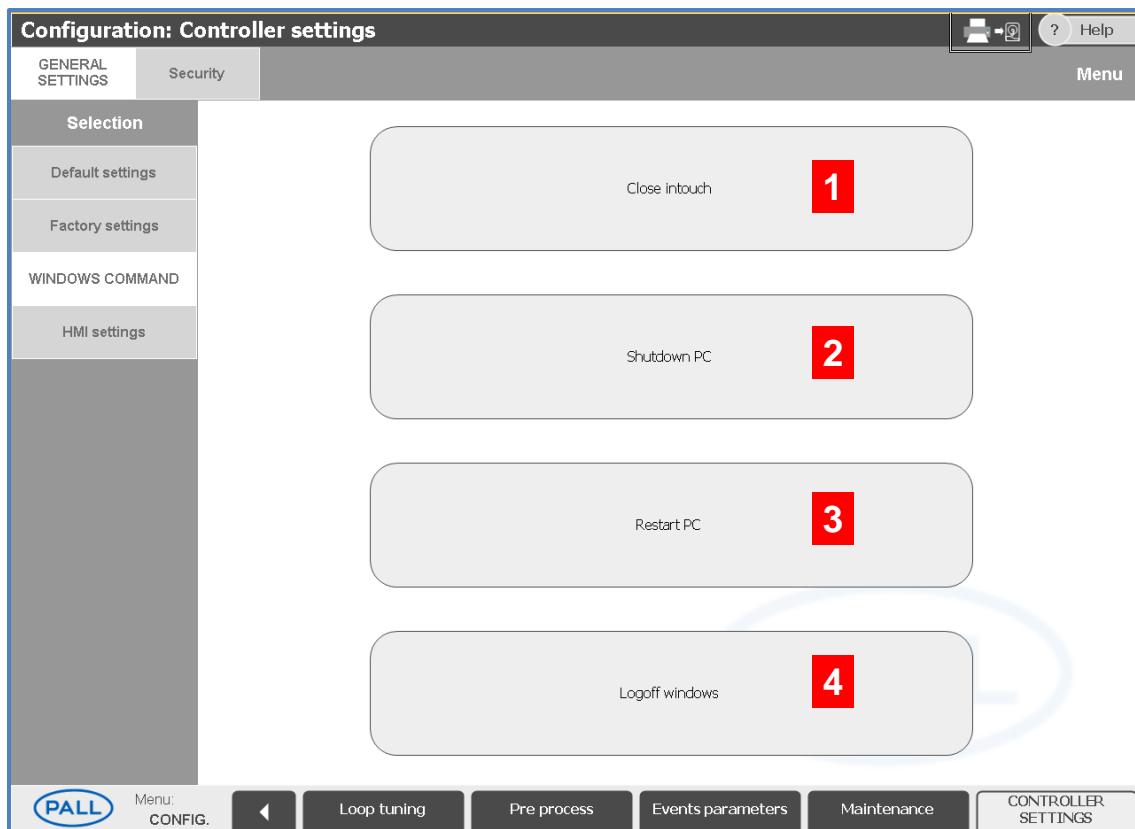 Configuration: Controller settings
? Help
GENERAL
SETTINGS
Security
Menu
Selection
Default settings
Factory settings
WINDOWS COMMAND
HMI settings
Close intouch
1
Shutdown PC
2
Restart PC
3
Logoff windows
4
PALL
Menu:
CONFIG.
Loop tuning
Pre process
Events parameters
Maintenance
CONTROLLER
SETTINGS